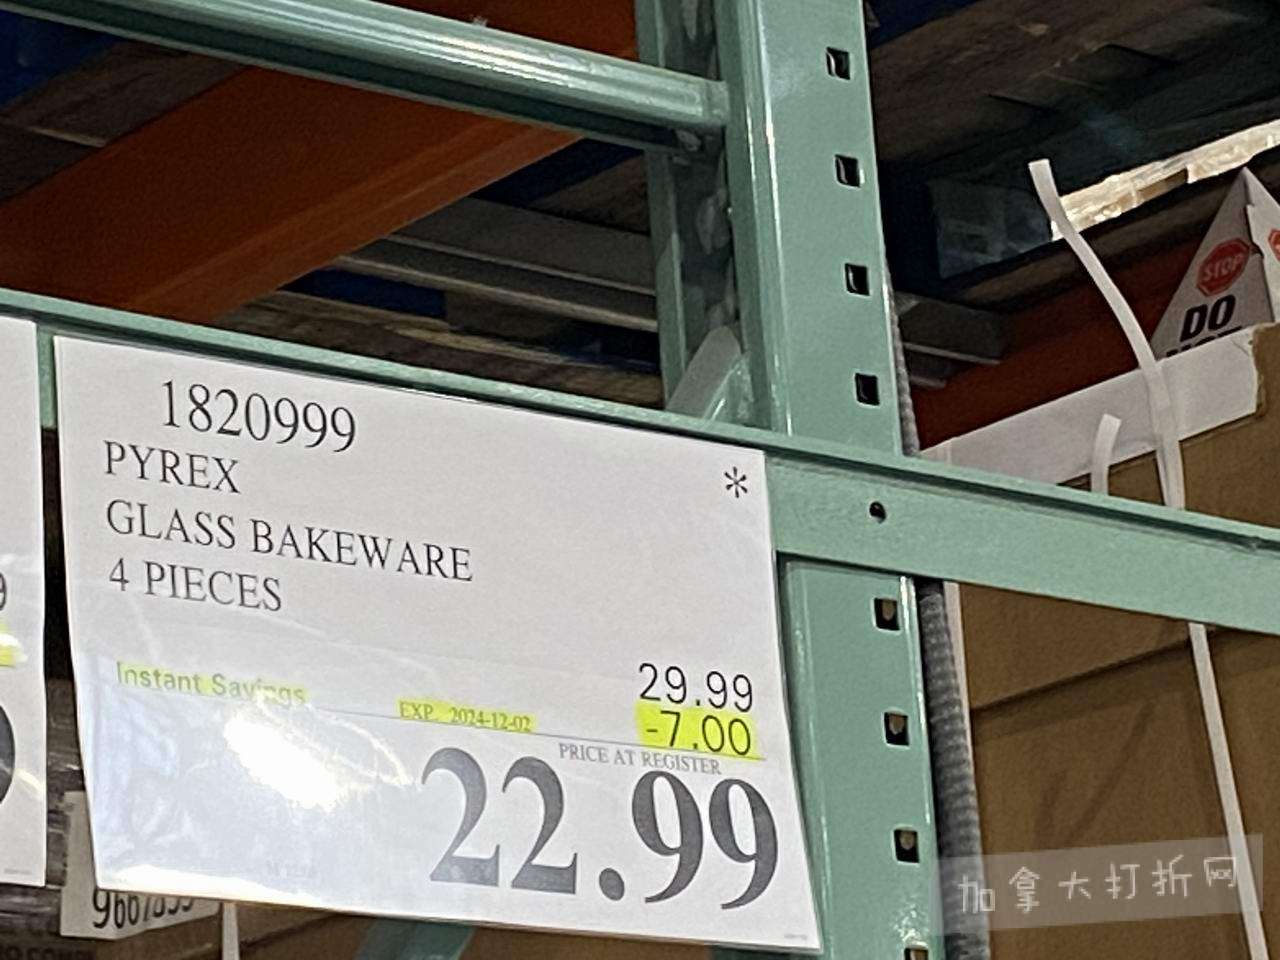 STOP
DO
1820999
PYREX
*
GLASS BAKEWARE
4 PIECES
29.99
Instant Savings
-7.00
EXP. 2024-12-02
PRICE AT REGISTER
22.99
加拿大打折网